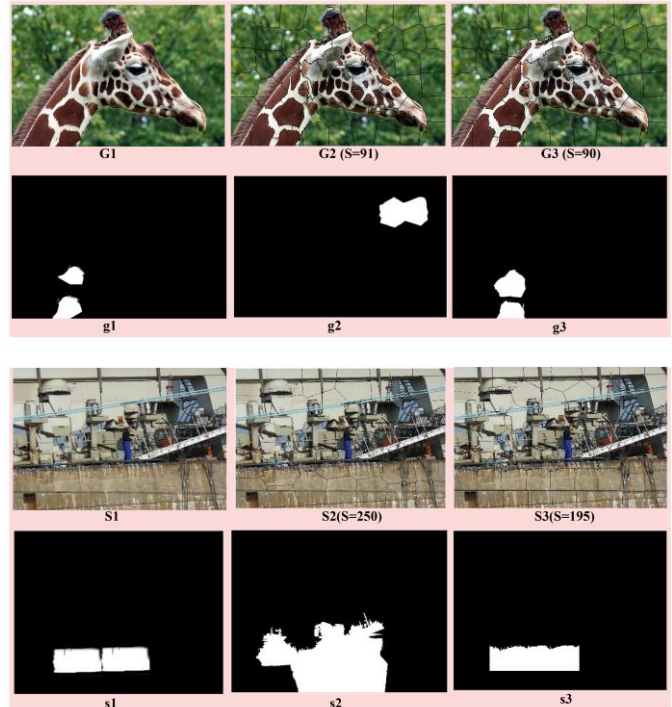 G1 G2 (S=91) G3 (S=90)
g1 g2 g3
S1 S2(S=250) S3(S=195)
s1 s2 s3